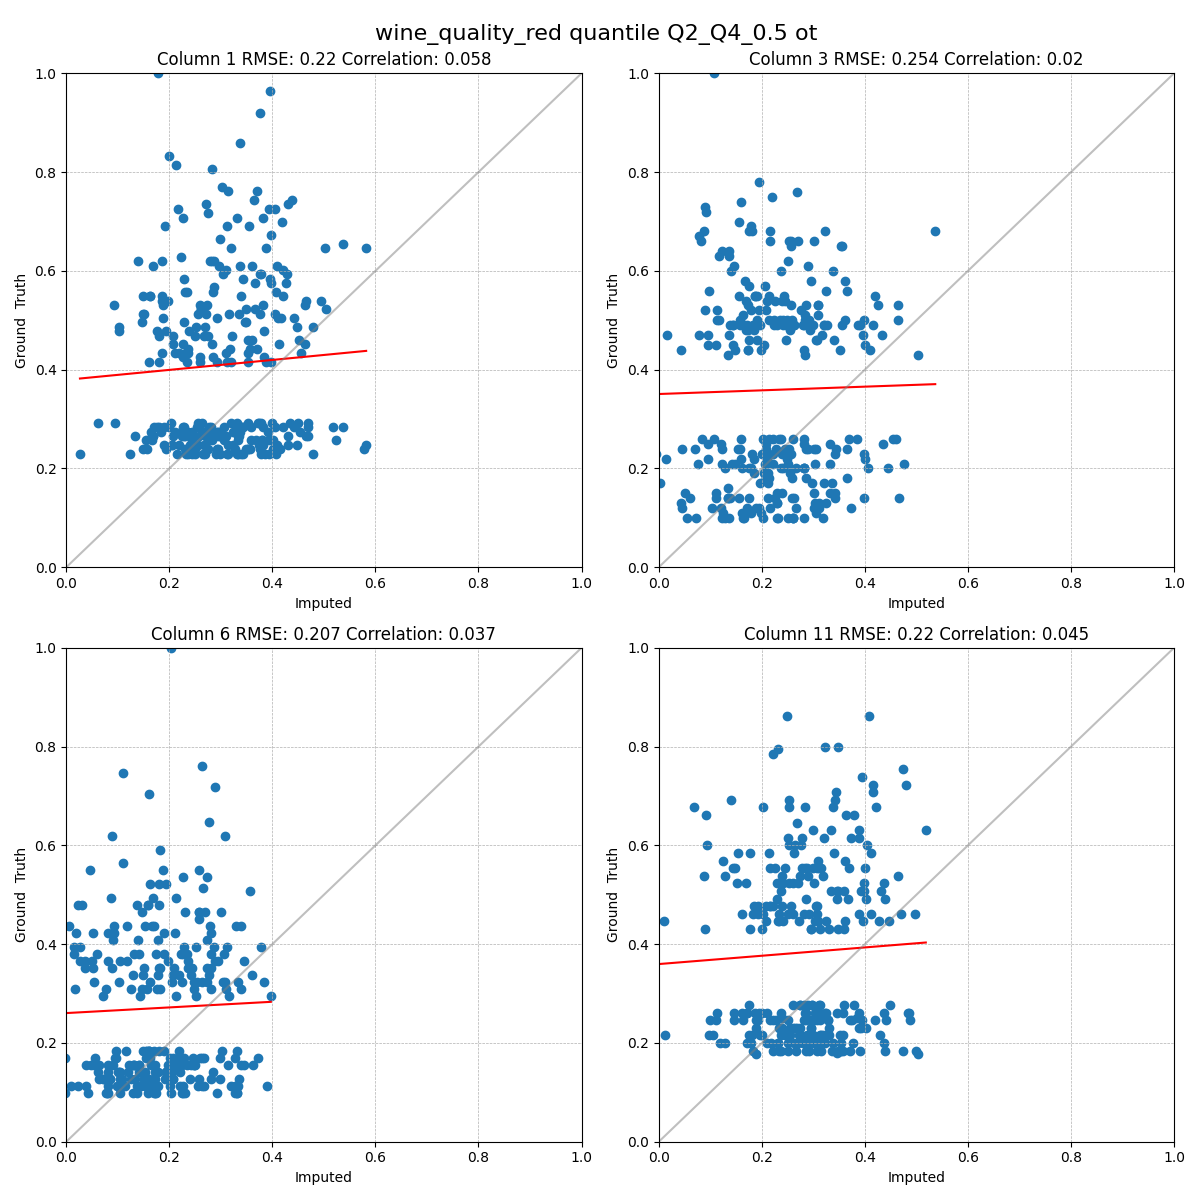 wine_quality_red quantile Q2_Q4_0.5 ot
Column 1 RMSE: 0.22 Correlation: 0.058
1.0
0.8
0.6
0.4
0.2
0.0
Ground Truth
0.0 0.2 0.4 0.6 0.8 1.0
Imputed
Column 3 RMSE: 0.254 Correlation: 0.02
1.0
0.8
0.6
0.4
0.2
0.0
Ground Truth
0.0 0.2 0.4 0.6 0.8 1.0
Imputed
Column 6 RMSE: 0.207 Correlation: 0.037
1.0
0.8
0.6
0.4
0.2
0.0
Ground Truth
0.0 0.2 0.4 0.6 0.8 1.0
Imputed
Column 11 RMSE: 0.22 Correlation: 0.045
1.0
0.8
0.6
0.4
0.2
0.0
Ground Truth
0.0 0.2 0.4 0.6 0.8 1.0
Imputed